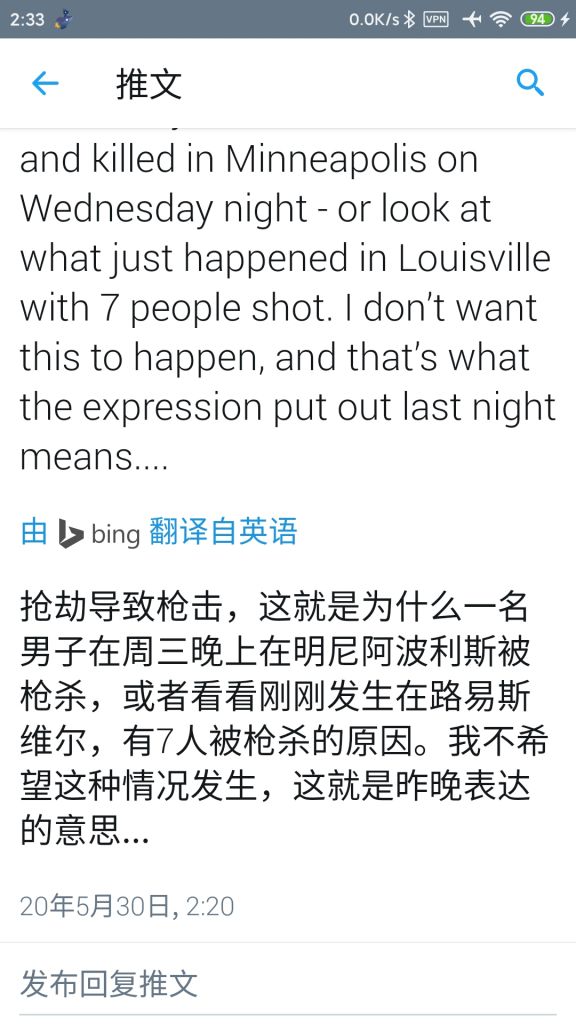 2:33 0.0K/s VPN 94
推文
and killed in Minneapolis on
Wednesday night - or look at
what just happened in Louisville
with 7 people shot. I don’t want
this to happen, and that’s what
the expression put out last night
means....
由 bing 翻译自英语
抢劫导致枪击，这就是为什么一名
男子在周三晚上在明尼阿波利斯被
枪杀，或者看看刚刚发生在路易斯
维尔，有7人被枪杀的原因。我不希
望这种情况发生，这就是昨晚表达
的意思...
20年5月30日, 2:20
发布回复推文